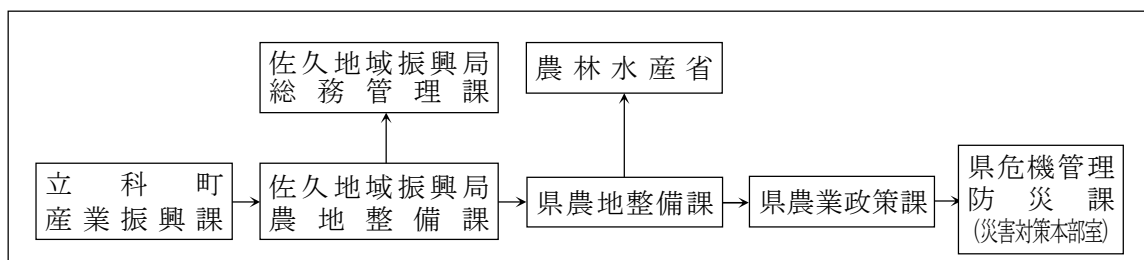 佐久地域振興局
総務管理課
農林水産省
立科町
産業振興課
佐久地域振興局
農地整備課
県農地整備課
県農業政策課
県危機管理
防災課
(災害対策本部室)